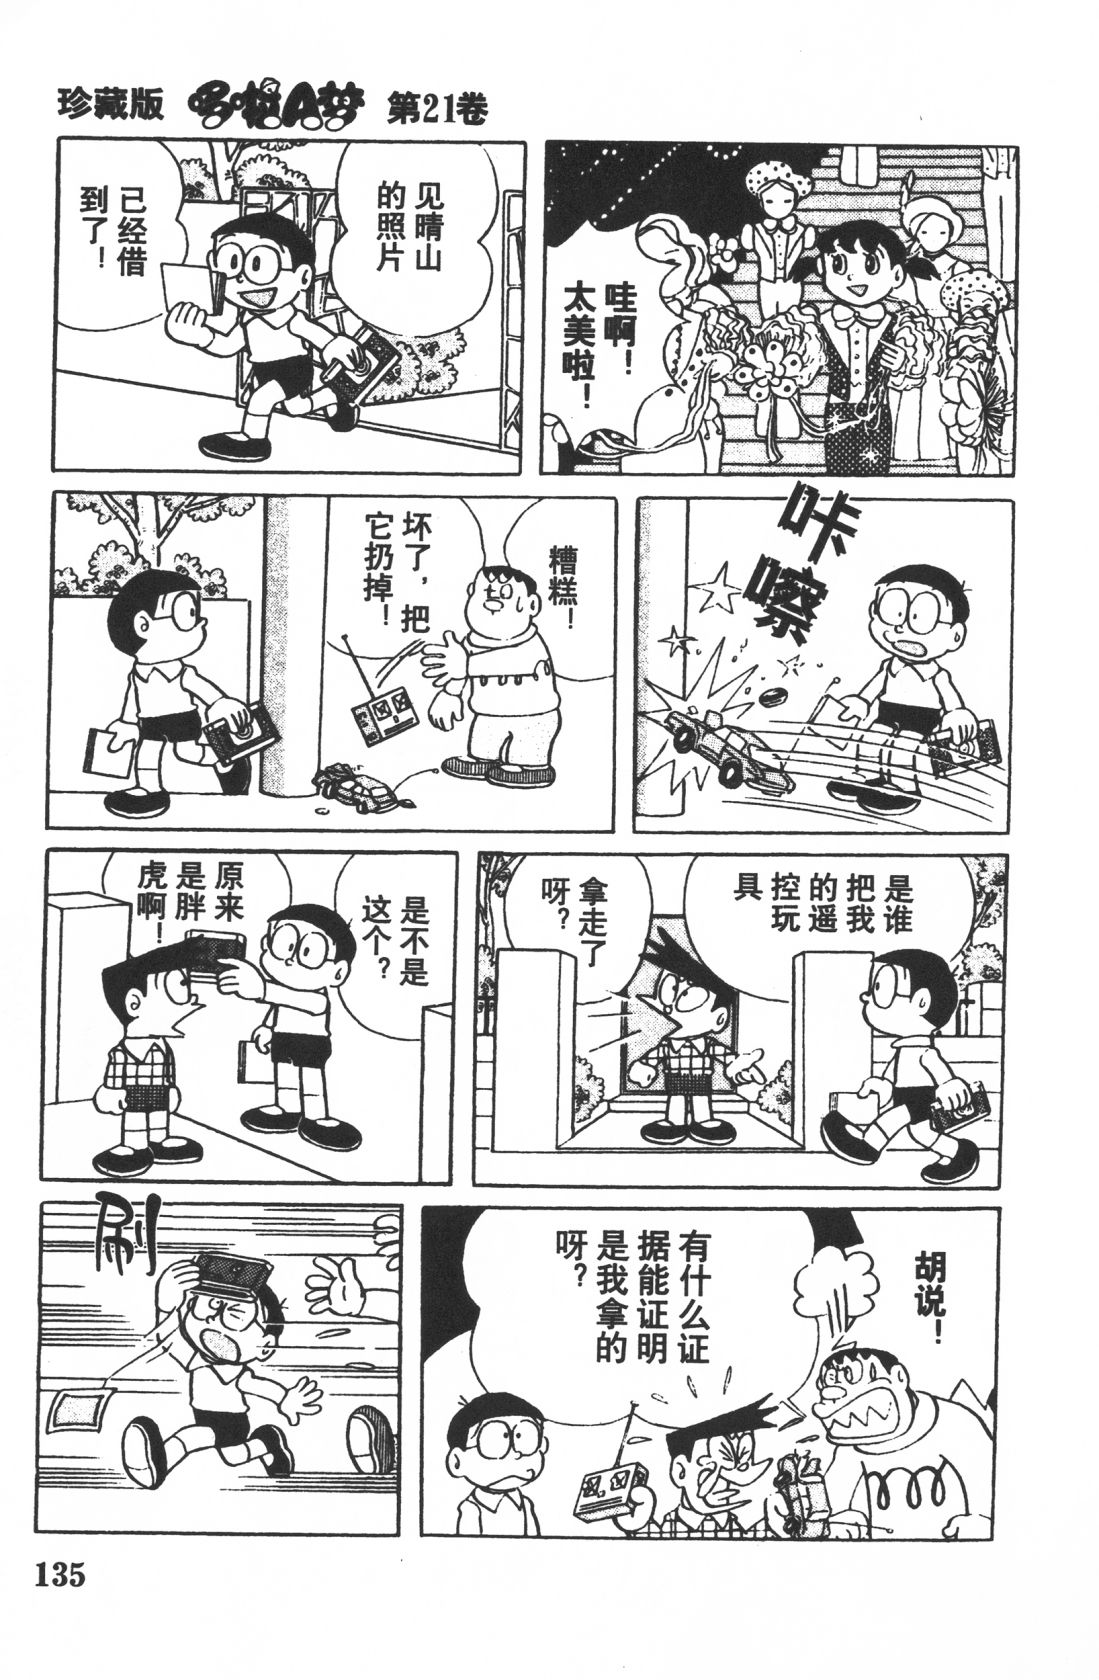 珍藏版 哆啦A梦 第21卷
哇啊！
太美啦！
见晴山
的照片
已经借
到了！
咔嚓
糟糕！
坏了，把
它扔掉！
是谁
把我
的遥
控玩
具
拿走了
呀？
是不是
这个？
原来
是胖
虎啊！
胡说！
有什么证
据能证明
是我拿的
呀？
刷
135